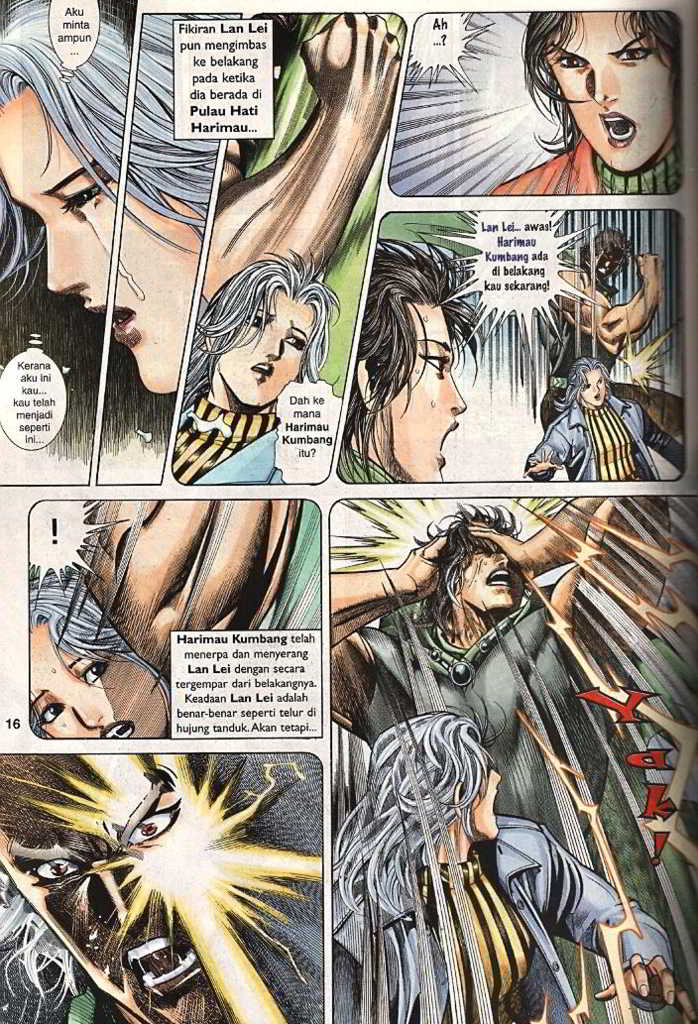 Aku
minta
ampun
...
Fikiran Lan Lei
pun mengimbas
ke belakang
pada ketika
dia berada di
Pulau Hati
Harimau...
Ah
...?
Kerana
aku ini
kau...
kau telah
menjadi
seperti
ini...
Dah ke
mana
Harimau
Kumbang
itu?
Lan Lei... awas!
Harimau
Kumbang ada
di belakang
kau sekarang!
!
Harimau Kumbang telah
menerpa dan menyerang
Lan Lei dengan secara
tergempar dari belakangnya.
Keadaan Lan Lei adalah
benar-benar seperti telur di
hujung tanduk. Akan tetapi...
Yakk!
16